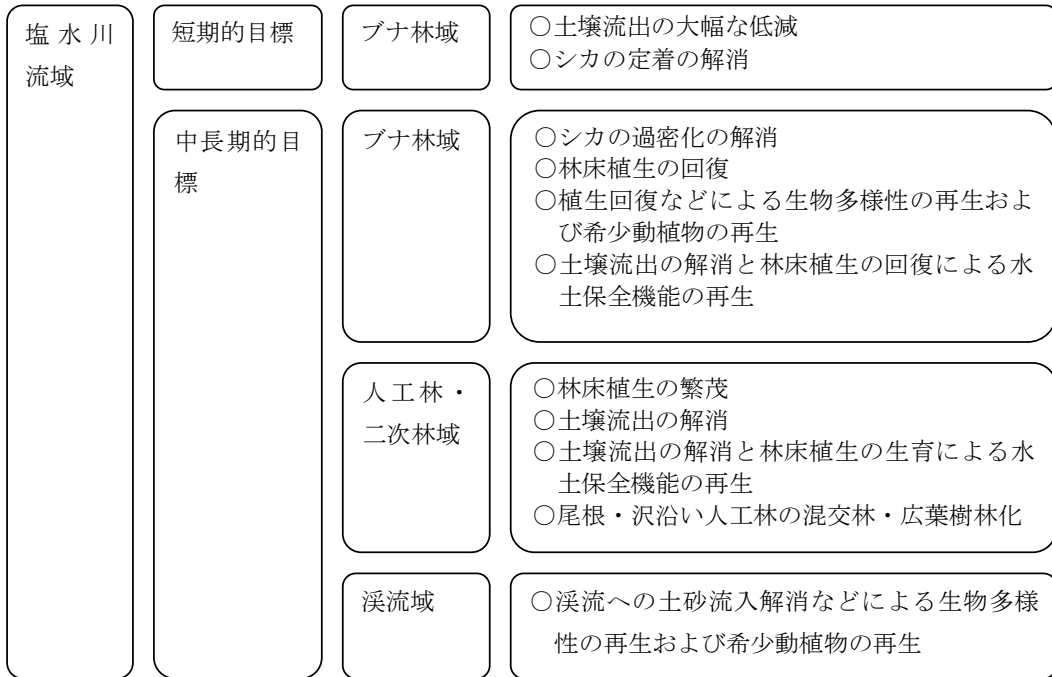 塩水川
流域
短期的目標
ブナ林域
○土壌流出の大幅な低減
○シカの定着の解消
中長期的目
標
ブナ林域
○シカの過密化の解消
○林床植生の回復
○植生回復などによる生物多様性の再生およ
び希少動植物の再生
○土壌流出の解消と林床植生の回復による水
土保全機能の再生
人工林・
二次林域
○林床植生の繁茂
○土壌流出の解消
○土壌流出の解消と林床植生の生育による水
土保全機能の再生
○尾根・沢沿い人工林の混交林・広葉樹林化
渓流域
○渓流への土砂流入解消などによる生物多様
性の再生および希少動植物の再生